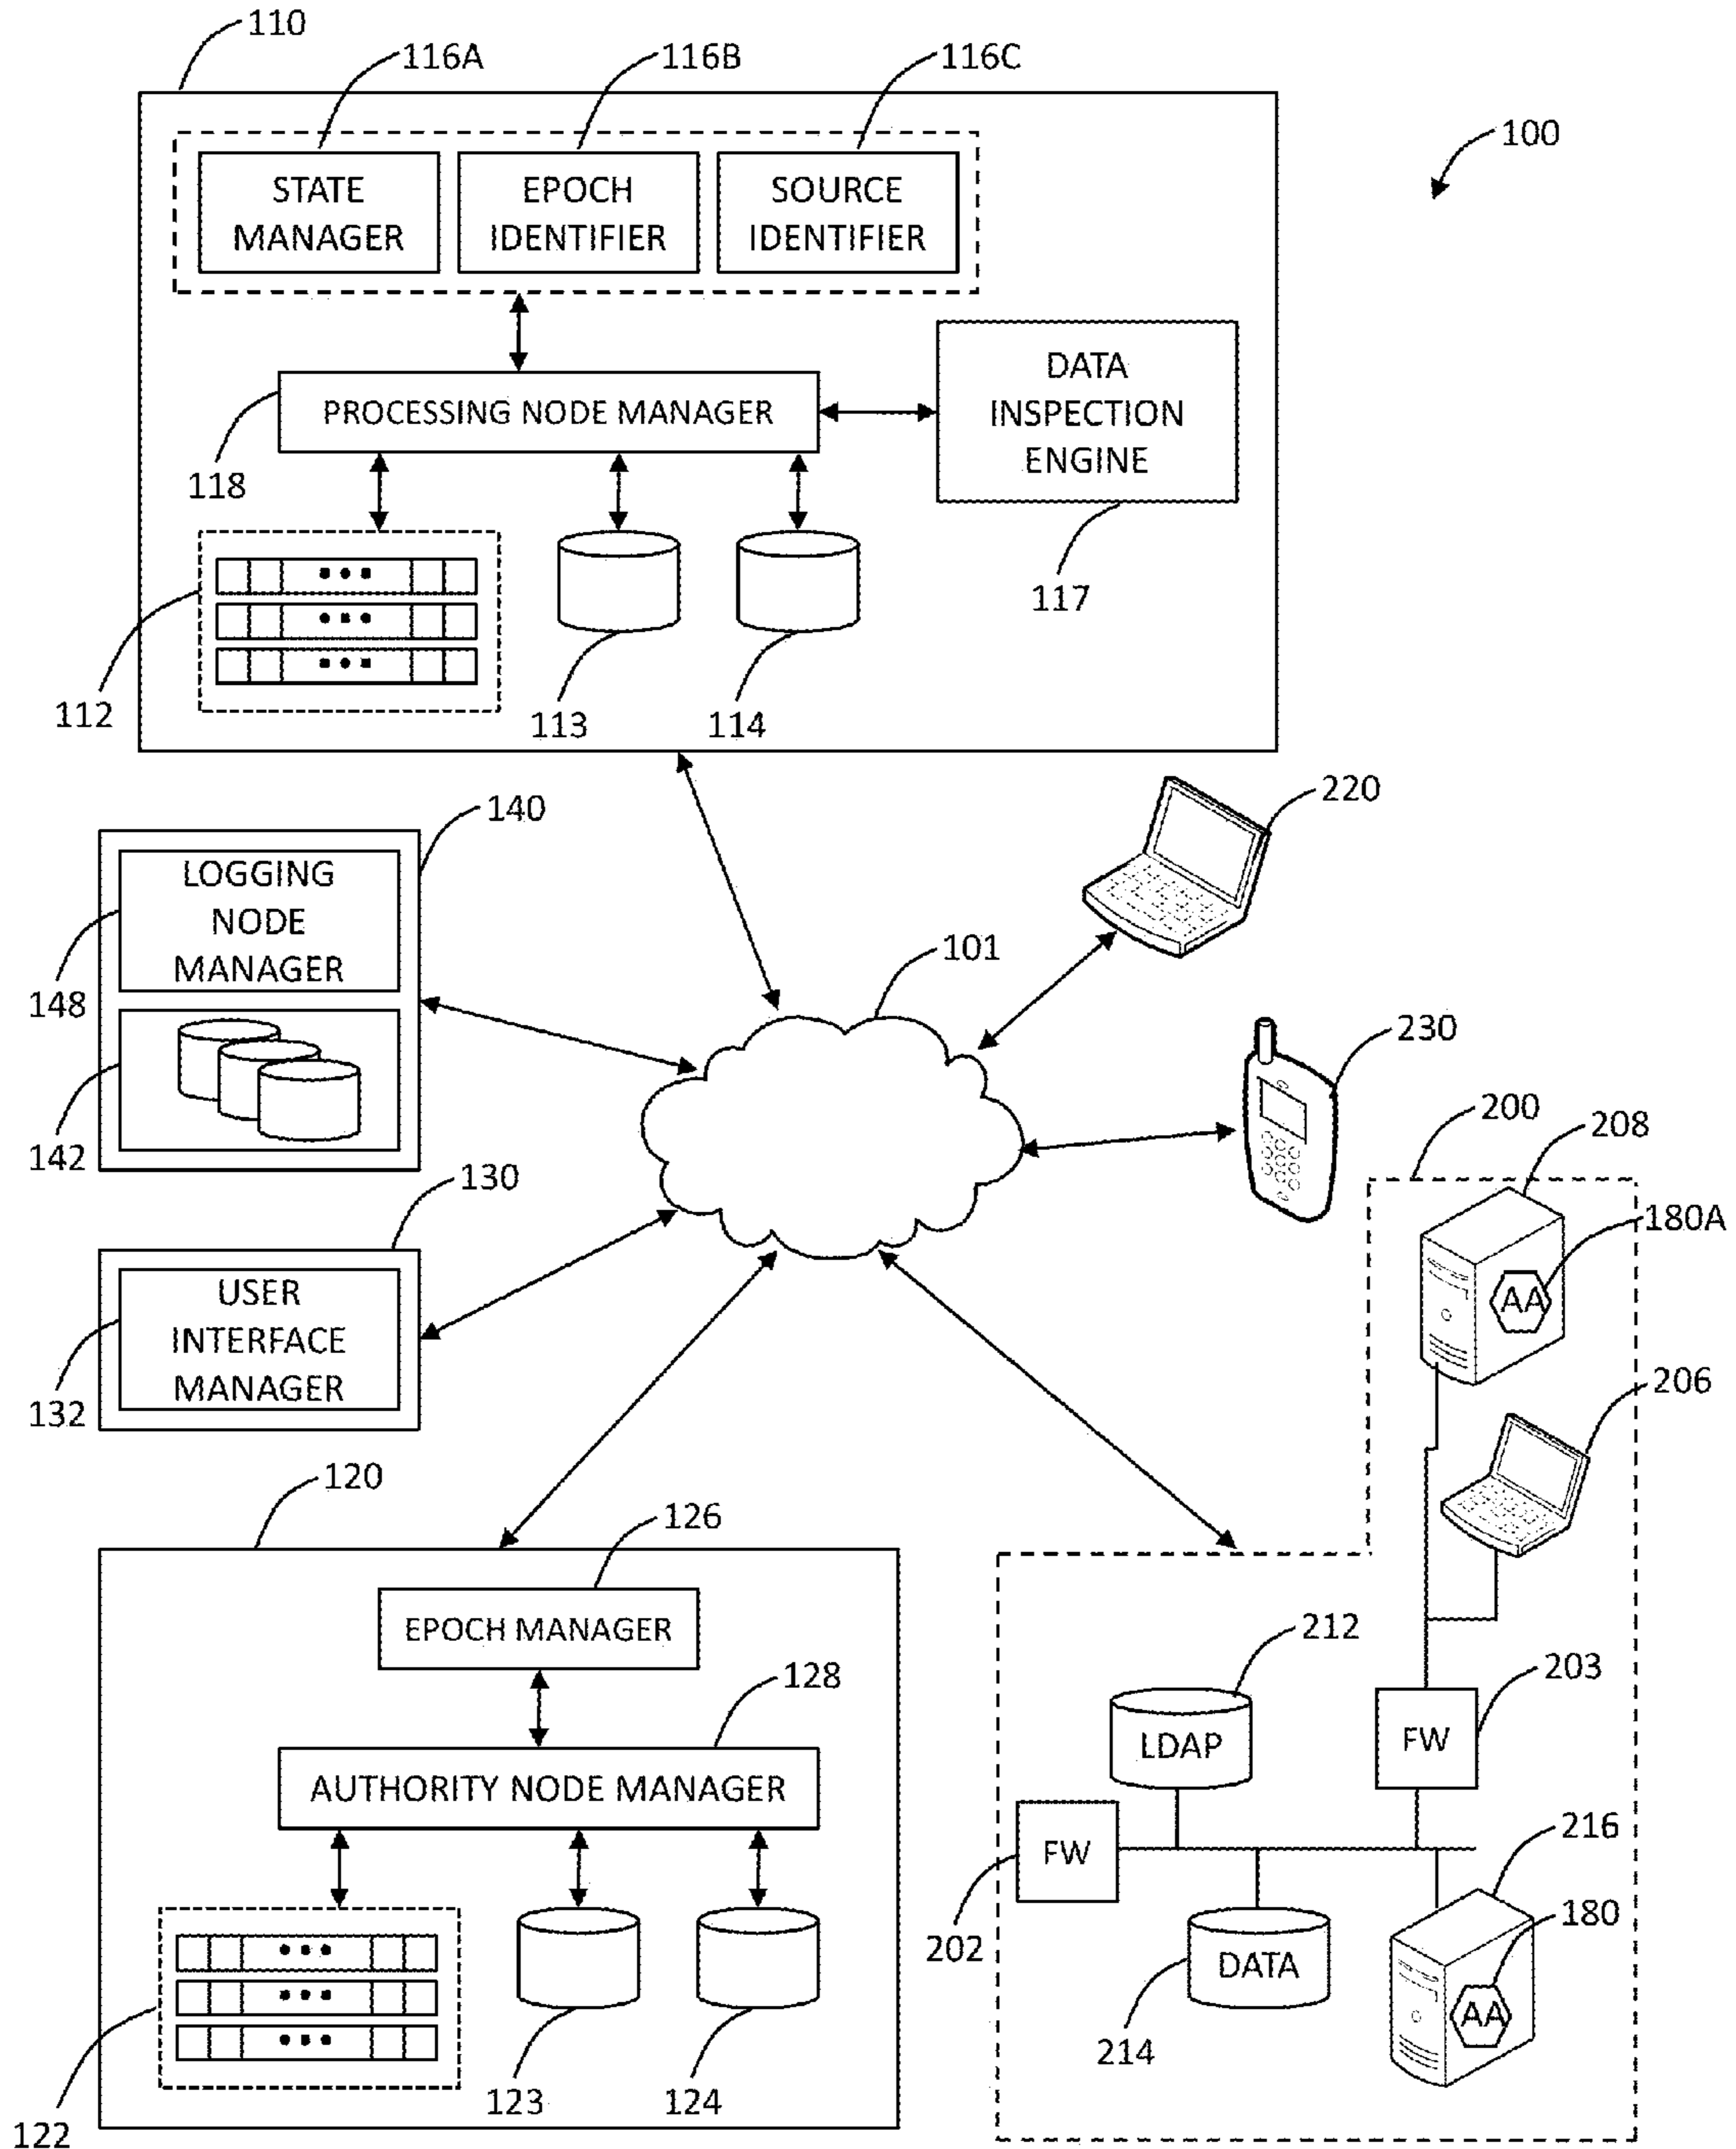 110
116A
116B
116C
100
STATE
MANAGER
EPOCH
IDENTIFIER
SOURCE
IDENTIFIER
PROCESSING NODE MANAGER
118
DATA
INSPECTION
ENGINE
117
112
113
114
140
LOGGING
NODE
MANAGER
148
142
220
101
230
130
USER
INTERFACE
MANAGER
132
200
208
180A
AA
206
120
126
EPOCH MANAGER
128
AUTHORITY NODE MANAGER
122
123
124
212
LDAP
203
FW
FW
202
DATA
214
216
180
AA